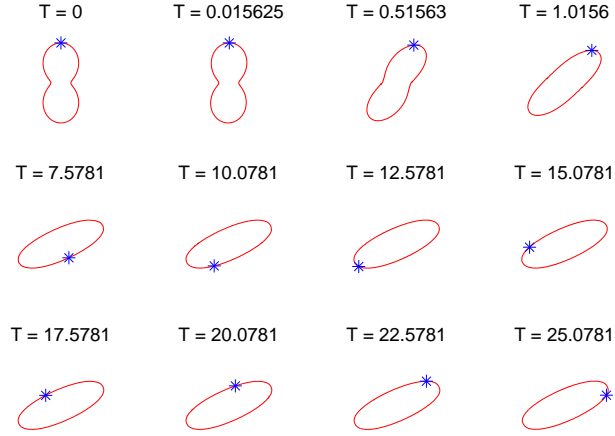 T = 0
T = 0.015625
T = 0.51563
T = 1.0156
T = 7.5781
T = 10.0781
T = 12.5781
T = 15.0781
T = 17.5781
T = 20.0781
T = 22.5781
T = 25.0781